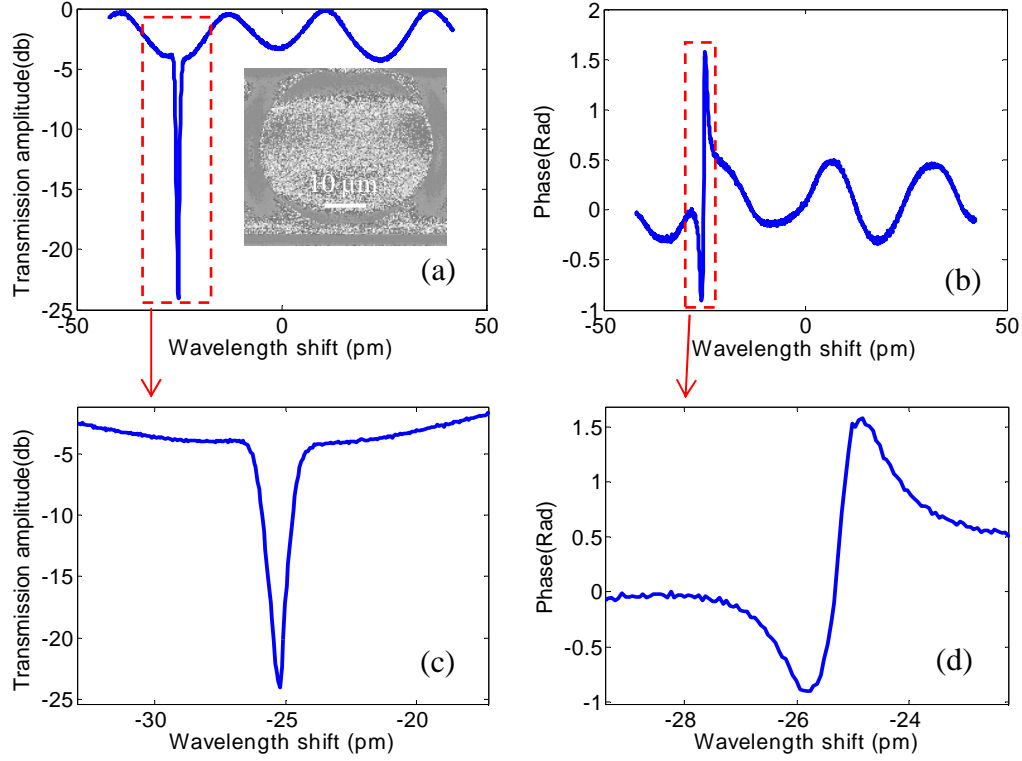 0
-5
-10
-15
-20
-25
-50
0
50
Transmission amplitude(db)
Wavelength shift (pm)
10 μm
(a)
2
1.5
1
0.5
0
-0.5
-1
-50
0
50
Phase(Rad)
Wavelength shift (pm)
(b)
-5
-10
-15
-20
-25
-30
-25
-20
Transmission amplitude(db)
Wavelength shift (pm)
(c)
1.5
1
0.5
0
-0.5
-1
-28
-26
-24
Phase(Rad)
Wavelength shift (pm)
(d)